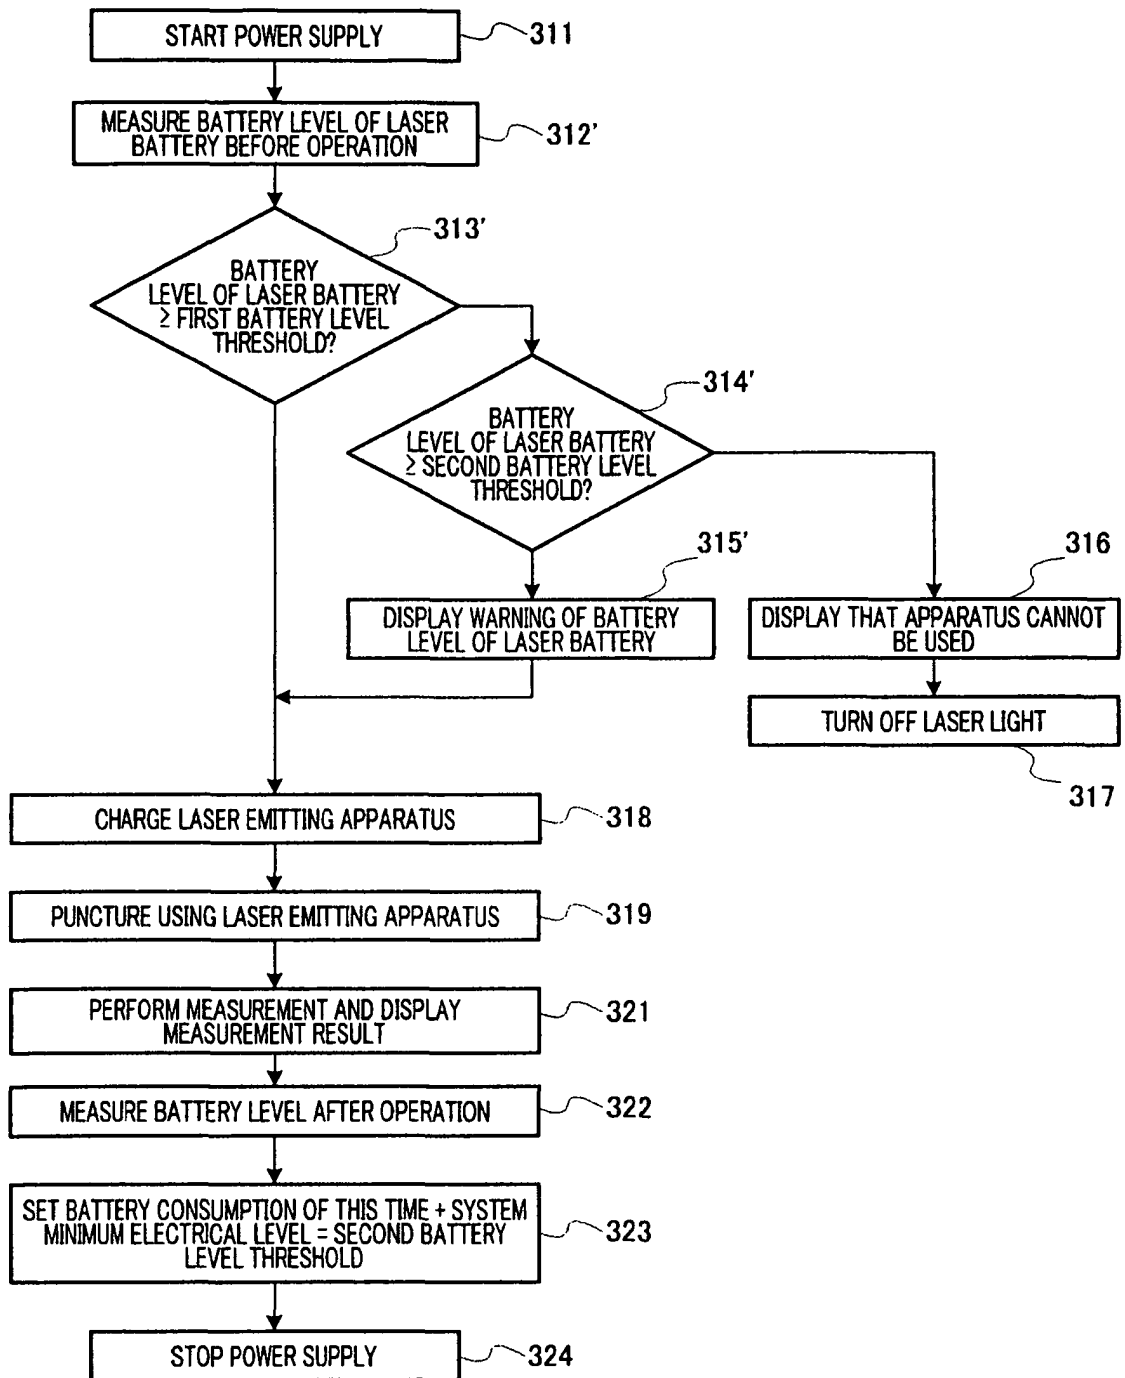 START POWER SUPPLY
311
MEASURE BATTERY LEVEL OF LASER
BATTERY BEFORE OPERATION
312'
313'
BATTERY
LEVEL OF LASER BATTERY
≥ FIRST BATTERY LEVEL
THRESHOLD?
314'
BATTERY
LEVEL OF LASER BATTERY
≥ SECOND BATTERY LEVEL
THRESHOLD?
315'
DISPLAY WARNING OF BATTERY
LEVEL OF LASER BATTERY
316
DISPLAY THAT APPARATUS CANNOT
BE USED
TURN OFF LASER LIGHT
317
CHARGE LASER EMITTING APPARATUS
318
PUNCTURE USING LASER EMITTING APPARATUS
319
PERFORM MEASUREMENT AND DISPLAY
MEASUREMENT RESULT
321
MEASURE BATTERY LEVEL AFTER OPERATION
322
SET BATTERY CONSUMPTION OF THIS TIME + SYSTEM
MINIMUM ELECTRICAL LEVEL = SECOND BATTERY
LEVEL THRESHOLD
323
STOP POWER SUPPLY
324